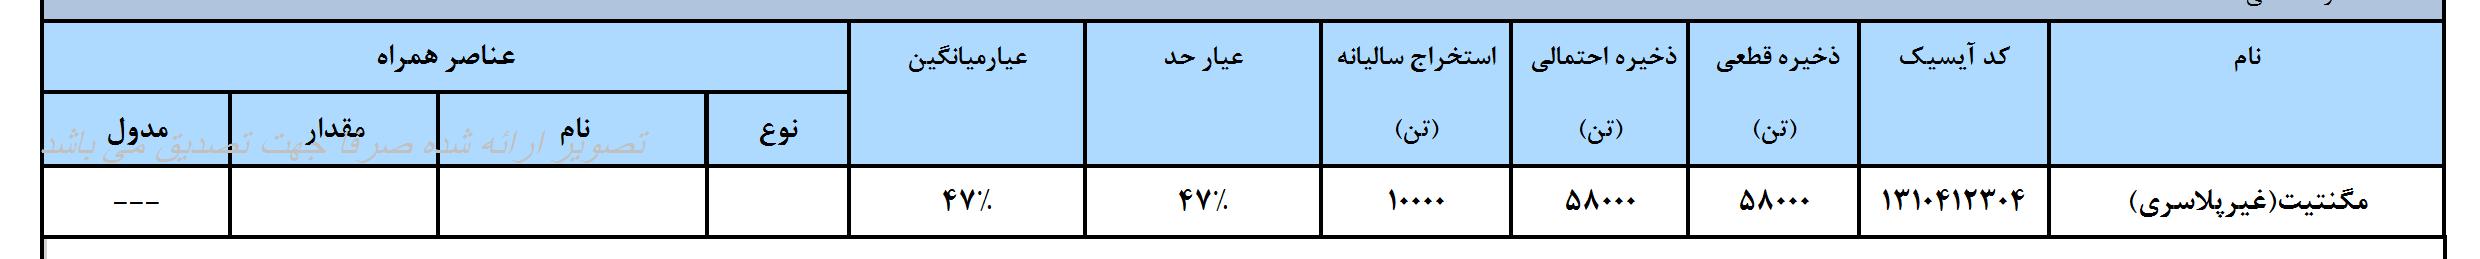 نام کد آیسیک ذخیره قطعی ذخیره احتمالی استخراج سالیانه عیار حد عیارمیانگین عناصر همراه
(تن) (تن) (تن) نوع نام مقدار مدول
تصویر ارائه شده صرفا جهت تصدیق می باشد
مگنتیت(غیرپلاسری) ۱۳۱۰۴۱۲۳۰۴ ۵۸۰۰۰ ۵۸۰۰۰ ۱۰۰۰۰ ۴۷٪ ۴۷٪ ---